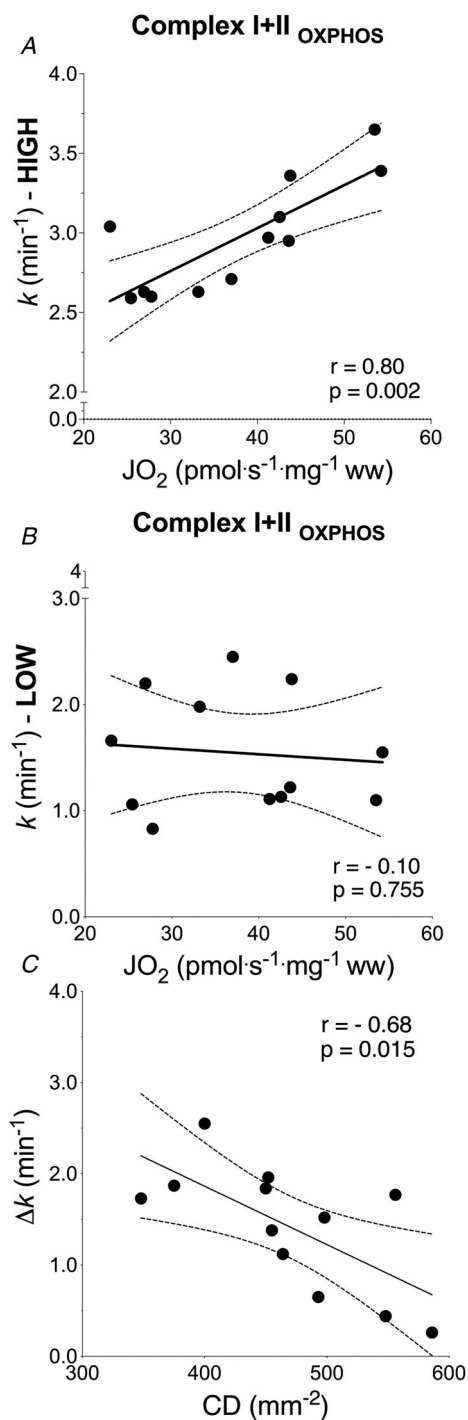 A
Complex I+II OXPHOS
k (min⁻¹) - HIGH
4.0
3.5
3.0
2.5
2.0
0.0
r = 0.80
p = 0.002
20 30 40 50 60
JO₂ (pmol·s⁻¹·mg⁻¹ ww)
B
Complex I+II OXPHOS
k (min⁻¹) - LOW
4
3.0
2.0
1.0
0.0
r = - 0.10
p = 0.755
20 30 40 50 60
JO₂ (pmol·s⁻¹·mg⁻¹ ww)
C
Δk (min⁻¹)
4.0
3.0
2.0
1.0
0.0
r = - 0.68
p = 0.015
300 400 500 600
CD (mm⁻²)